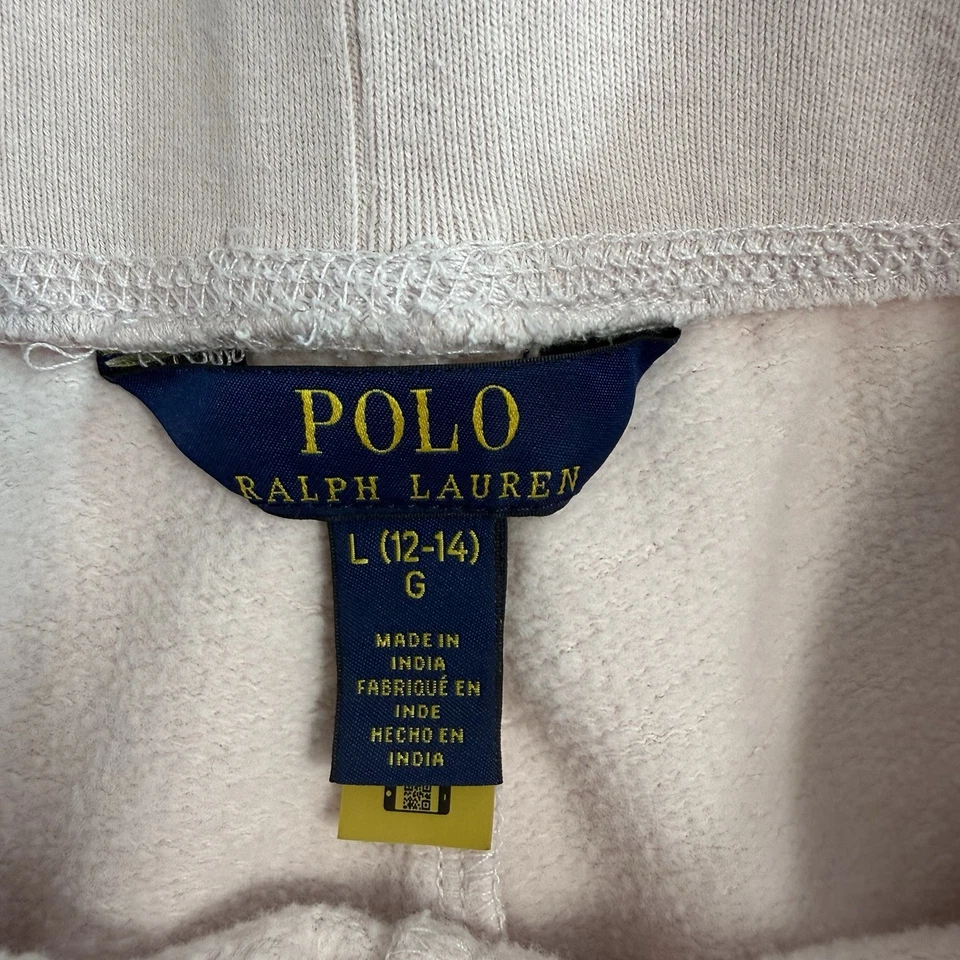 POLO
RALPH LAUREN
L (12-14)
G
MADE IN
INDIA
FABRIQUÉ EN
INDE
HECHO EN
INDIA